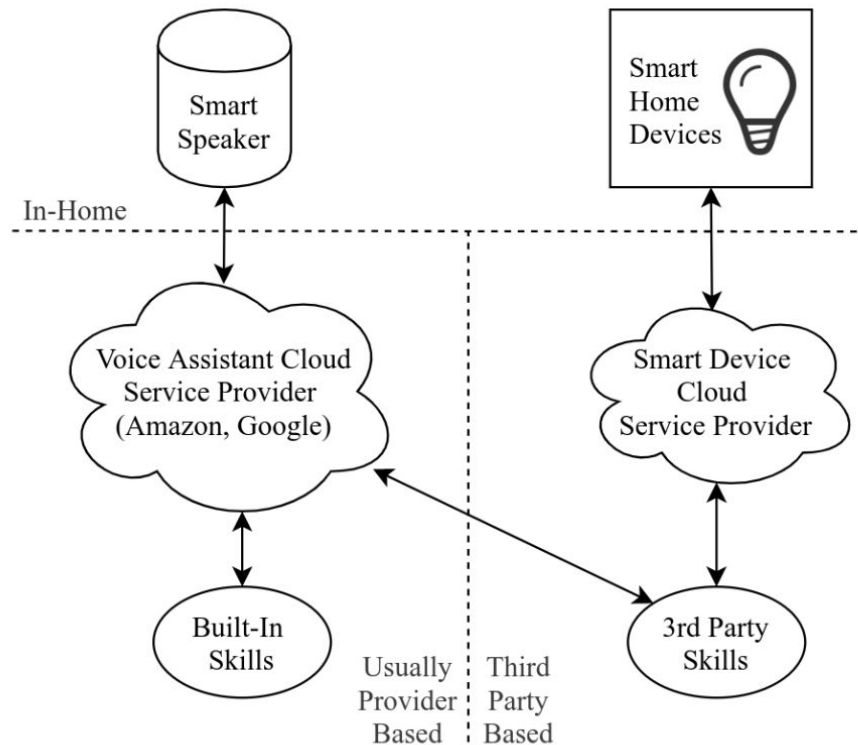 Smart
Speaker
Smart
Home
Devices
In-Home
Voice Assistant Cloud
Service Provider
(Amazon, Google)
Smart Device
Cloud
Service Provider
Built-In
Skills
3rd Party
Skills
Usually
Provider
Based
Third
Party
Based